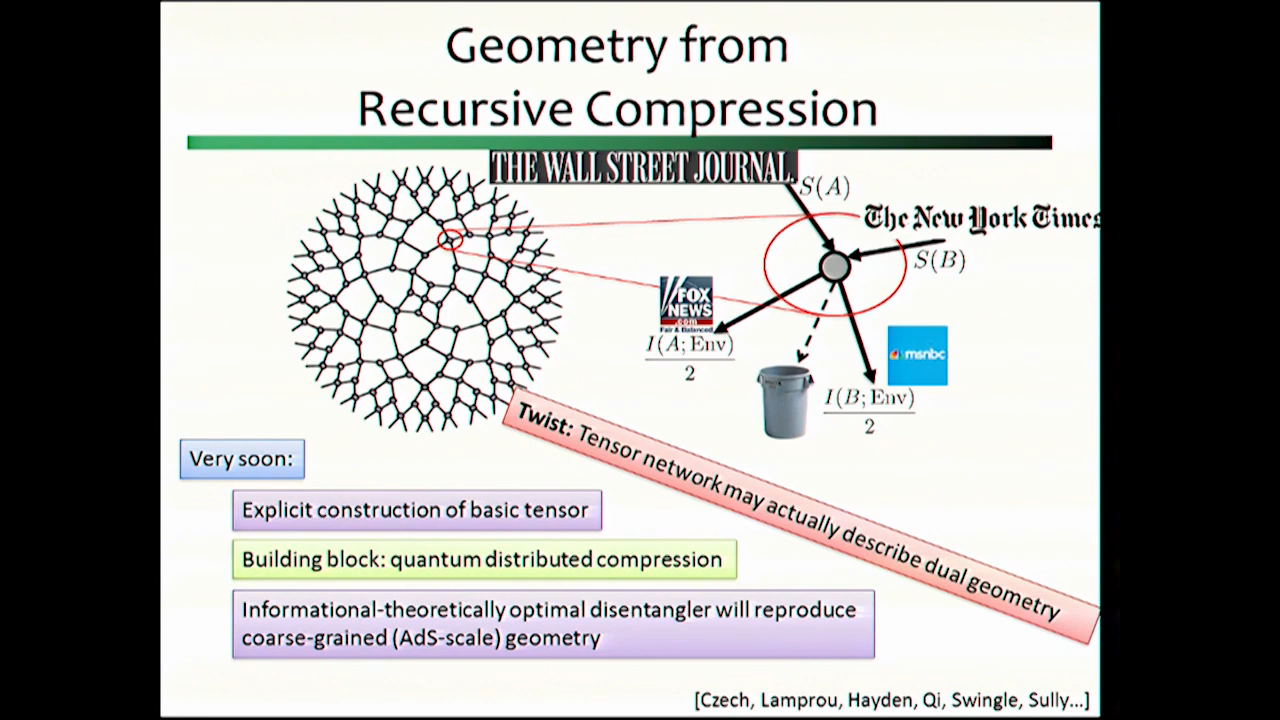 Geometry from
Recursive Compression
THE WALL STREET JOURNAL.
S(A)
The New York Times
S(B)
FOX
NEWS
.com
Fair & Balanced
I(A; Env)
2
msnbc
I(B; Env)
2
Twist: Tensor network may actually describe dual geometry
Very soon:
Explicit construction of basic tensor
Building block: quantum distributed compression
Informational-theoretically optimal disentangler will reproduce
coarse-grained (AdS-scale) geometry
[Czech, Lamprou, Hayden, Qi, Swingle, Sully...]